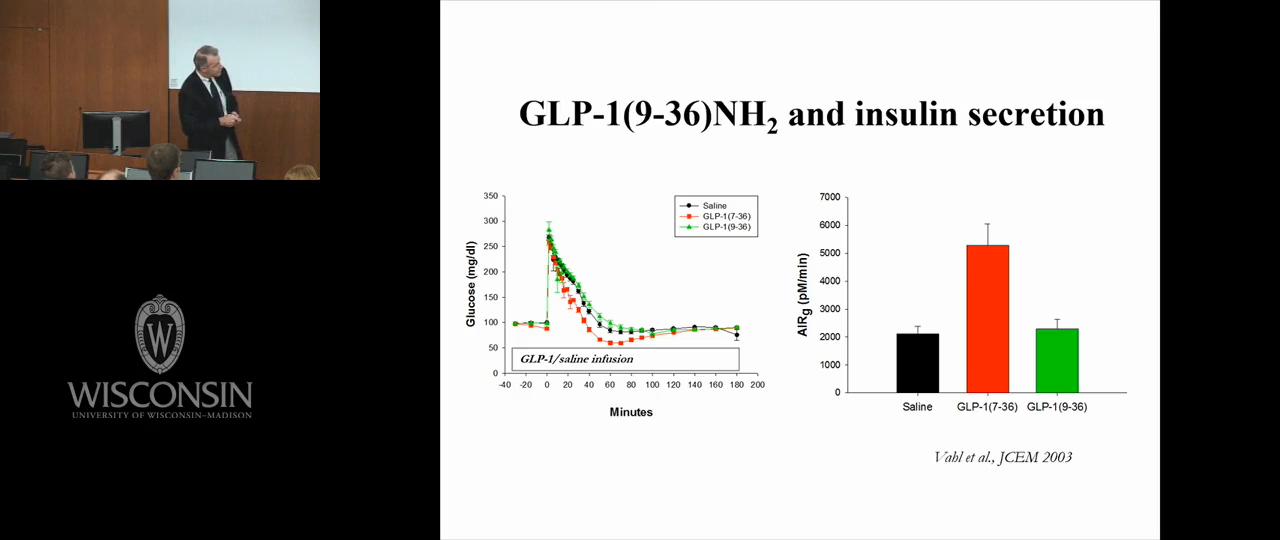 GLP-1(9-36)NH2 and insulin secretion
350
300
250
200
150
100
50
0
Glucose (mg/dl)
Saline
GLP-1(7-36)
GLP-1(9-36)
GLP-1/saline infusion
-40 -20 0 20 40 60 80 100 120 140 160 180 200
Minutes
7000
6000
5000
4000
3000
2000
1000
0
AIRg (pM/min)
Saline GLP-1(7-36) GLP-1(9-36)
Vahl et al., JCEM 2003
W
WISCONSIN
UNIVERSITY OF WISCONSIN–MADISON